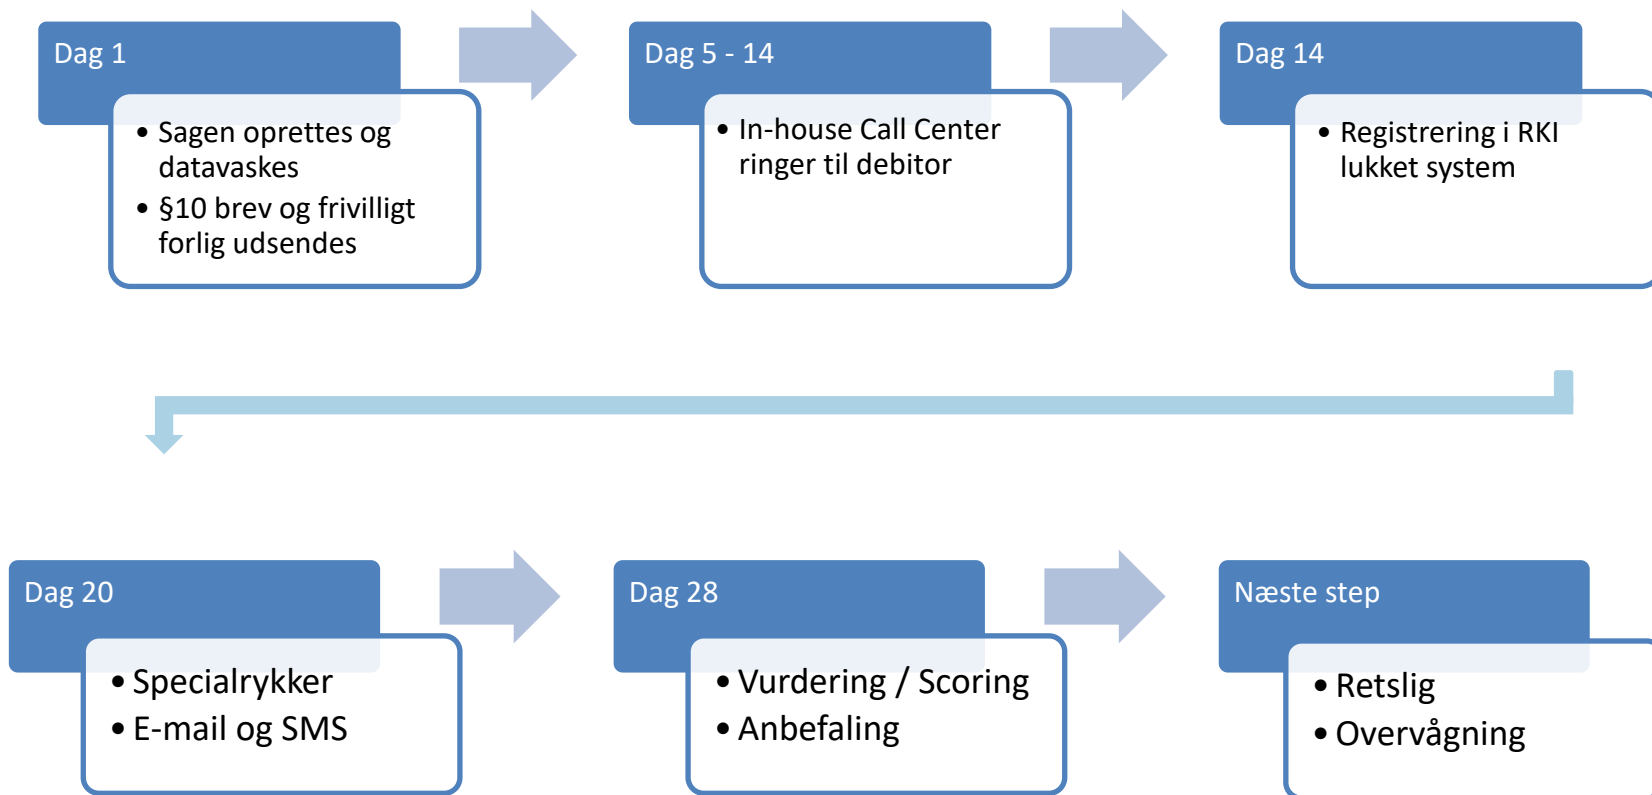 Dag 1
• Sagen oprettes og
datavaskes
• §10 brev og frivilligt
forlig udsendes
Dag 5 - 14
• In-house Call Center
ringer til debitor
Dag 14
• Registrering i RKI
lukket system
Dag 20
• Specialrykker
• E-mail og SMS
Dag 28
• Vurdering / Scoring
• Anbefaling
Næste step
• Retslig
• Overvågning